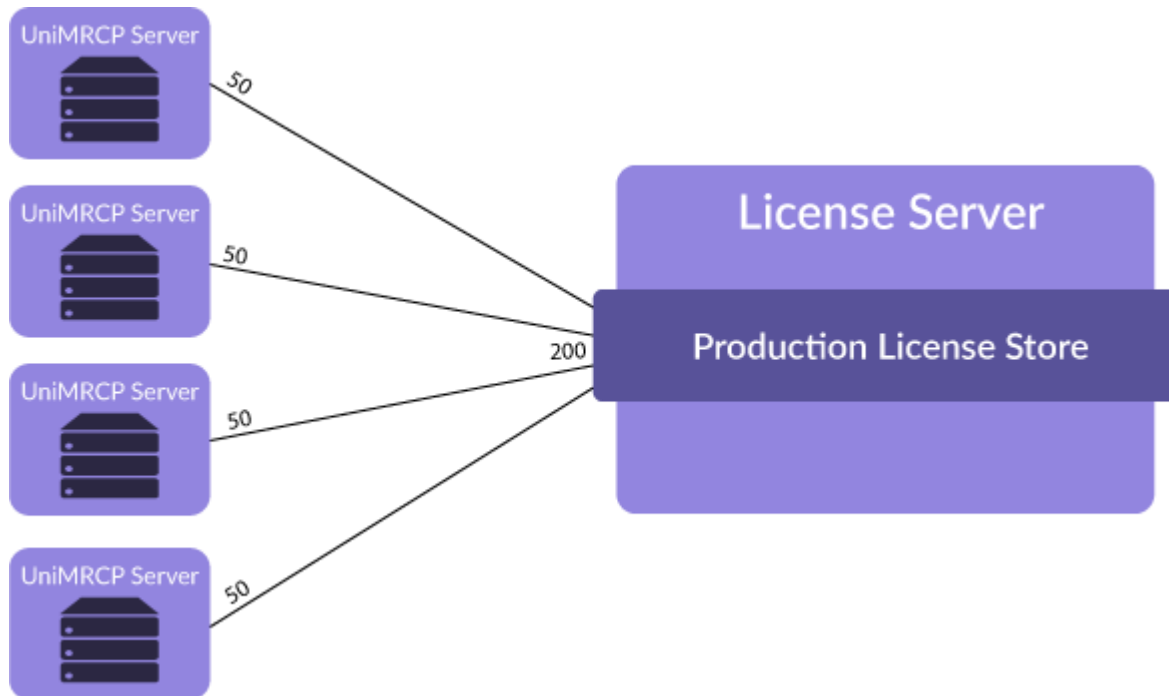 UniMRCP Server
50
UniMRCP Server
50
UniMRCP Server
50
UniMRCP Server
50
200
License Server
Production License Store